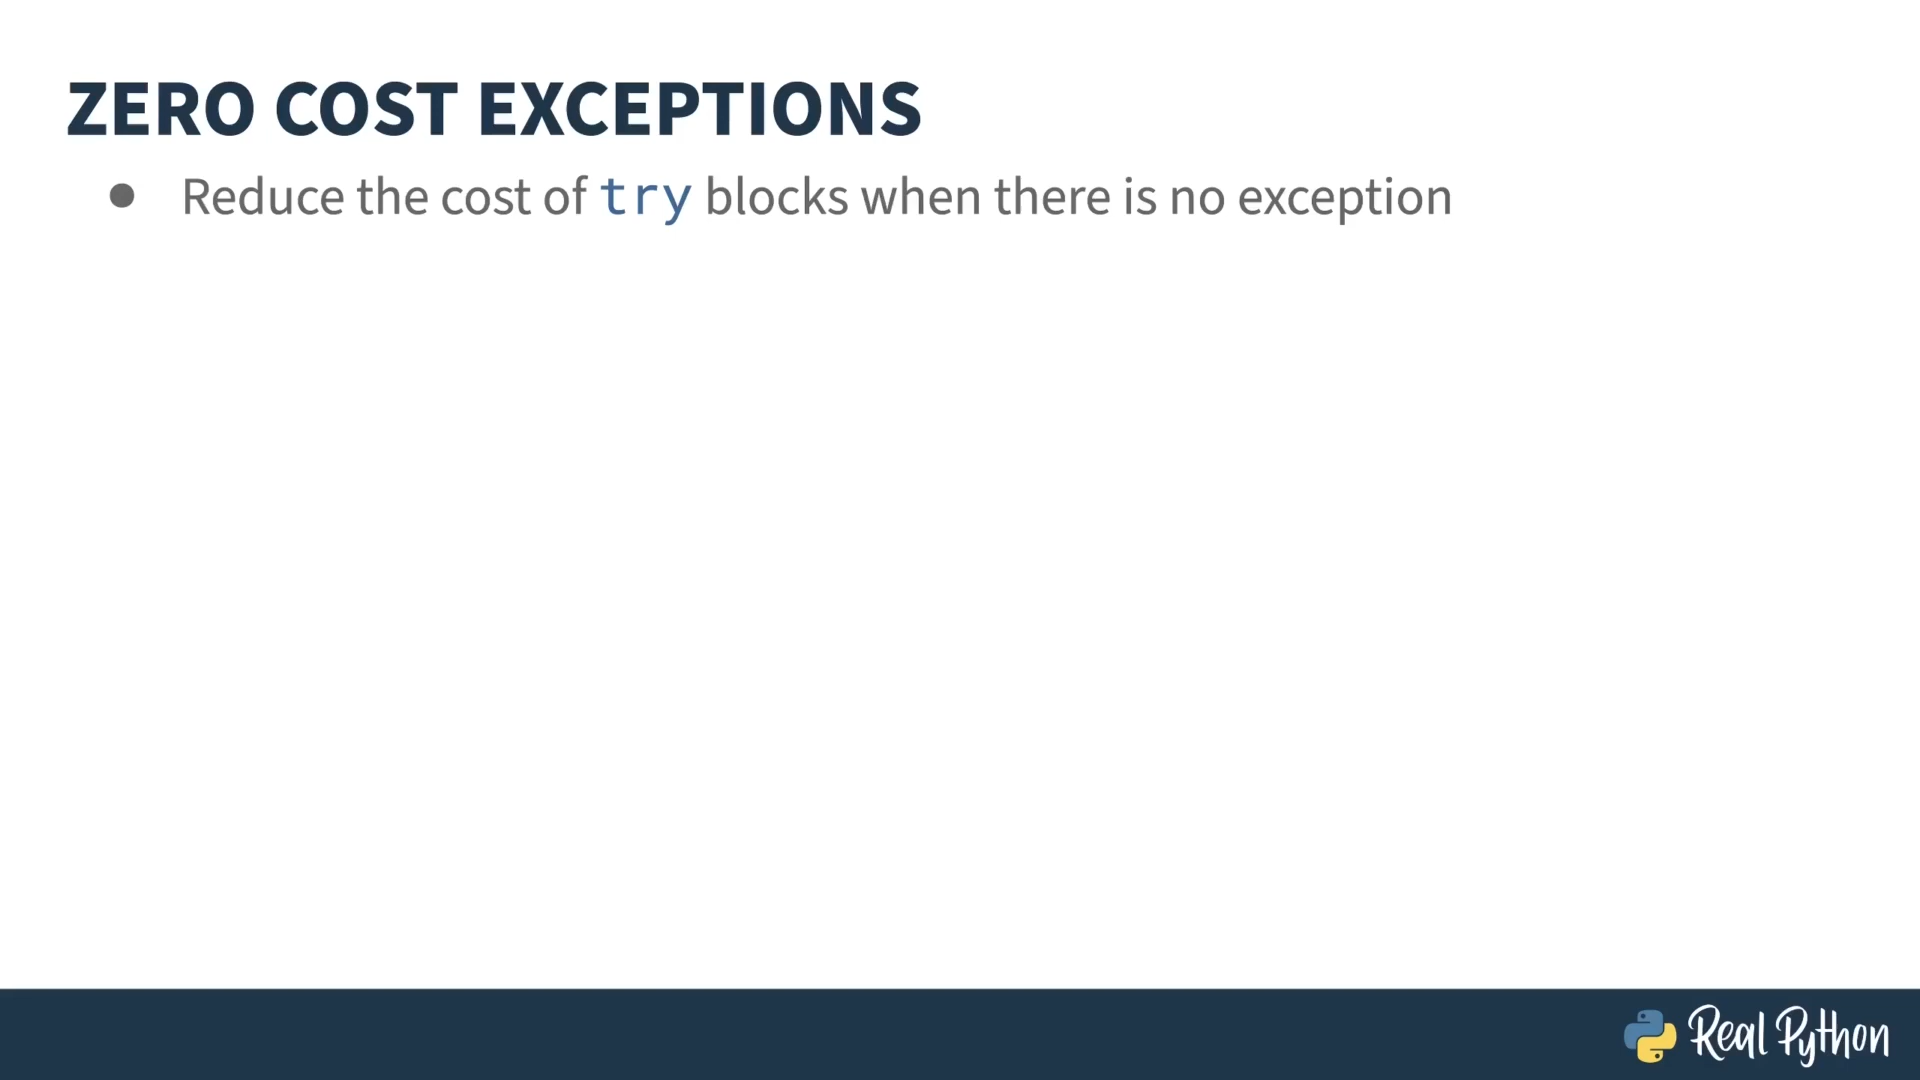 ZERO COST EXCEPTIONS
● Reduce the cost of try blocks when there is no exception
Real Python